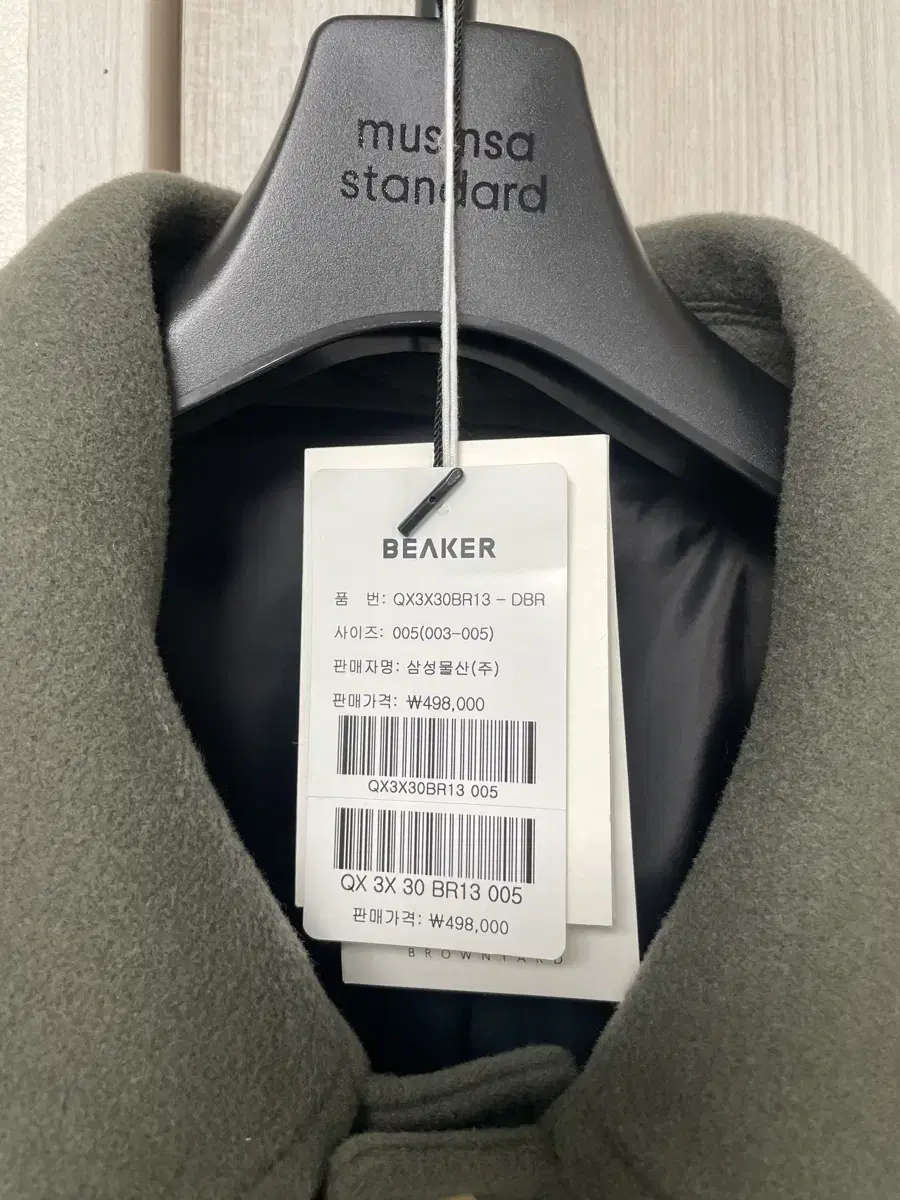 musinsa
standard
BEAKER
품 번: QX3X30BR13 - DBR
사이즈: 005(003-005)
판매자명: 삼성물산(주)
판매가격: ₩498,000
QX3X30BR13 005
QX 3X 30 BR13 005
판매가격: ₩498,000
BROWNYARD